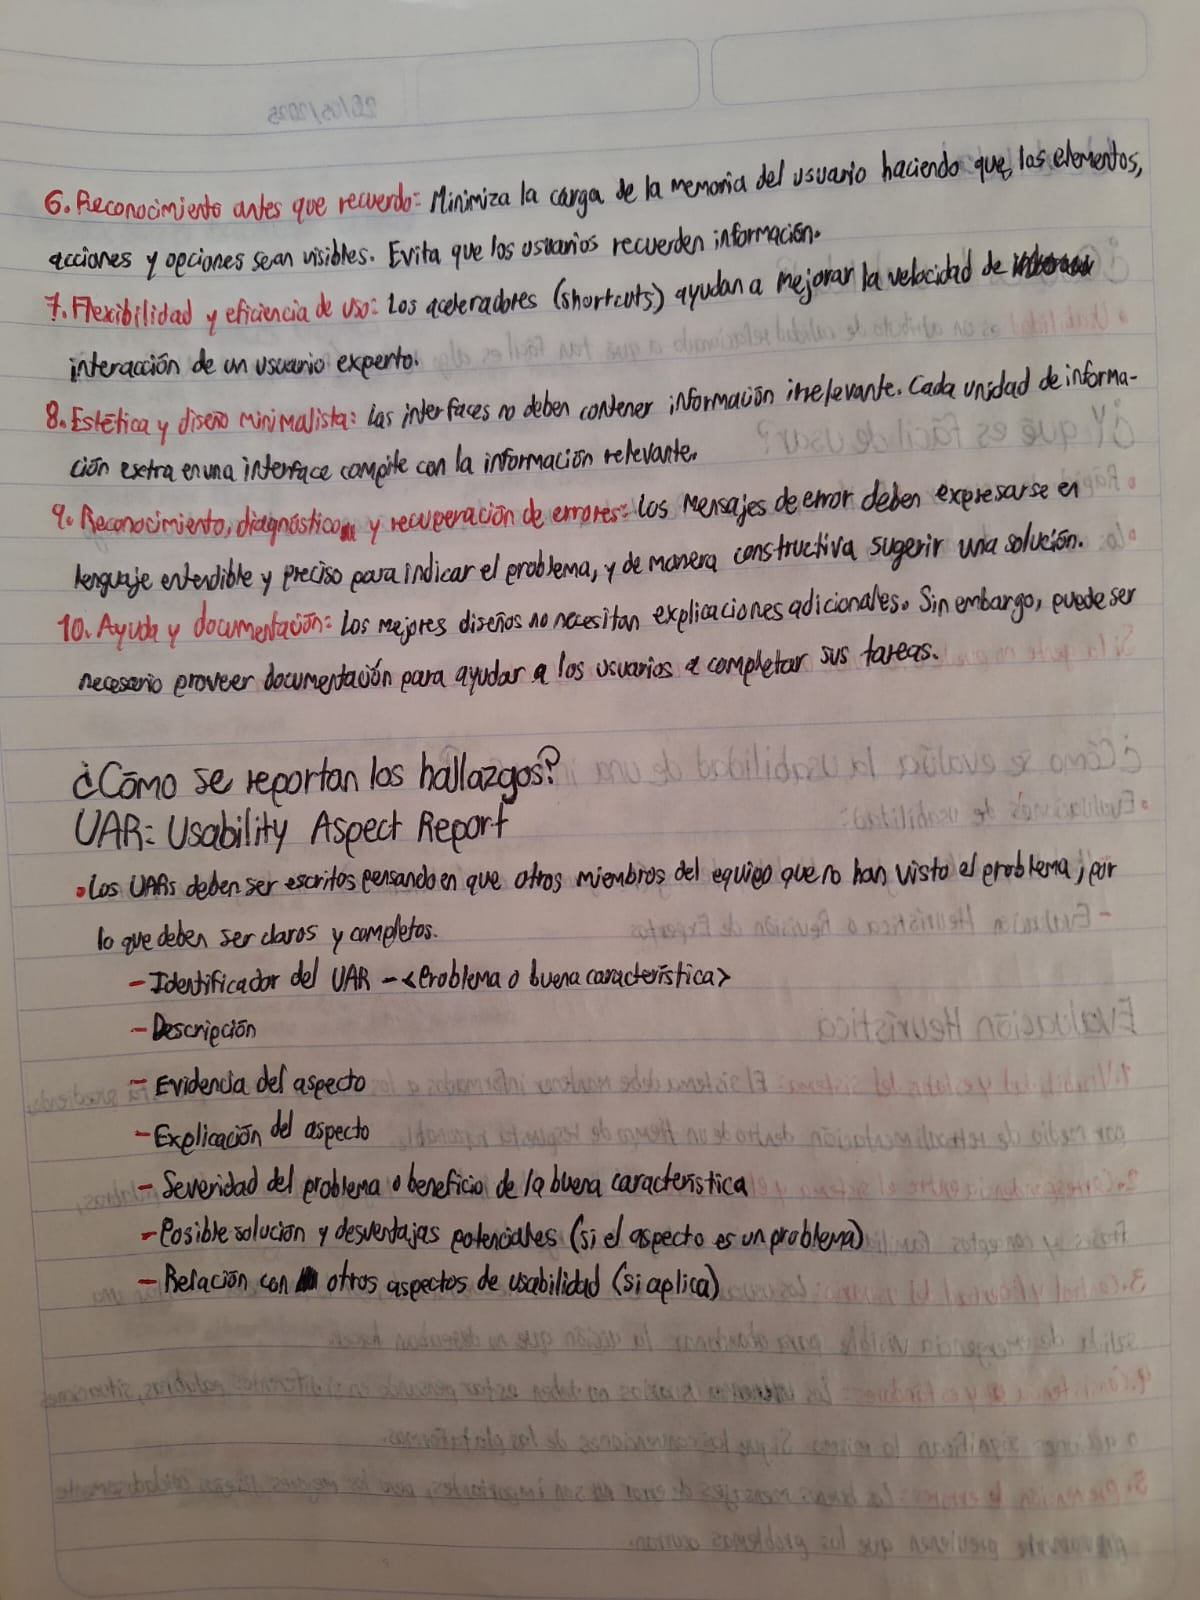 6. Reconocimiento antes que recuerdo: Minimiza la carga de la memoria del usuario haciendo que los elementos,
acciones y opciones sean visibles. Evita que los usuarios recuerden información.
7. Flexibilidad y eficiencia de uso: Los aceleradores (shortcuts) ayudan a mejorar la velocidad de
interacción de un usuario experto.
8. Estética y diseño minimalista: Las interfaces no deben contener información irrelevante. Cada unidad de informa-
ción extra en una interface compite con la información relevante.
9. Reconocimiento, diagnóstico y recuperación de errores: Los mensajes de error deben expresarse en
lenguaje entendible y preciso para indicar el problema, y de manera constructiva sugerir una solución.
10. Ayuda y documentación: Los mejores diseños no necesitan explicaciones adicionales. Sin embargo, puede ser
necesario proveer documentación para ayudar a los usuarios a completar sus tareas.
¿Cómo se reportan los hallazgos?
UAR: Usability Aspect Report
• Los UARs deben ser escritos pensando en que otros miembros del equipo que no han visto el problema, por
lo que deben ser claros y completos.
- Identificador del UAR - <Problema o buena característica>
- Descripción
- Evidencia del aspecto
- Explicación del aspecto
- Severidad del problema o beneficio de la buena característica
- Posible solución y desventajas potenciales (si el aspecto es un problema)
- Relación con otros aspectos de usabilidad (si aplica)